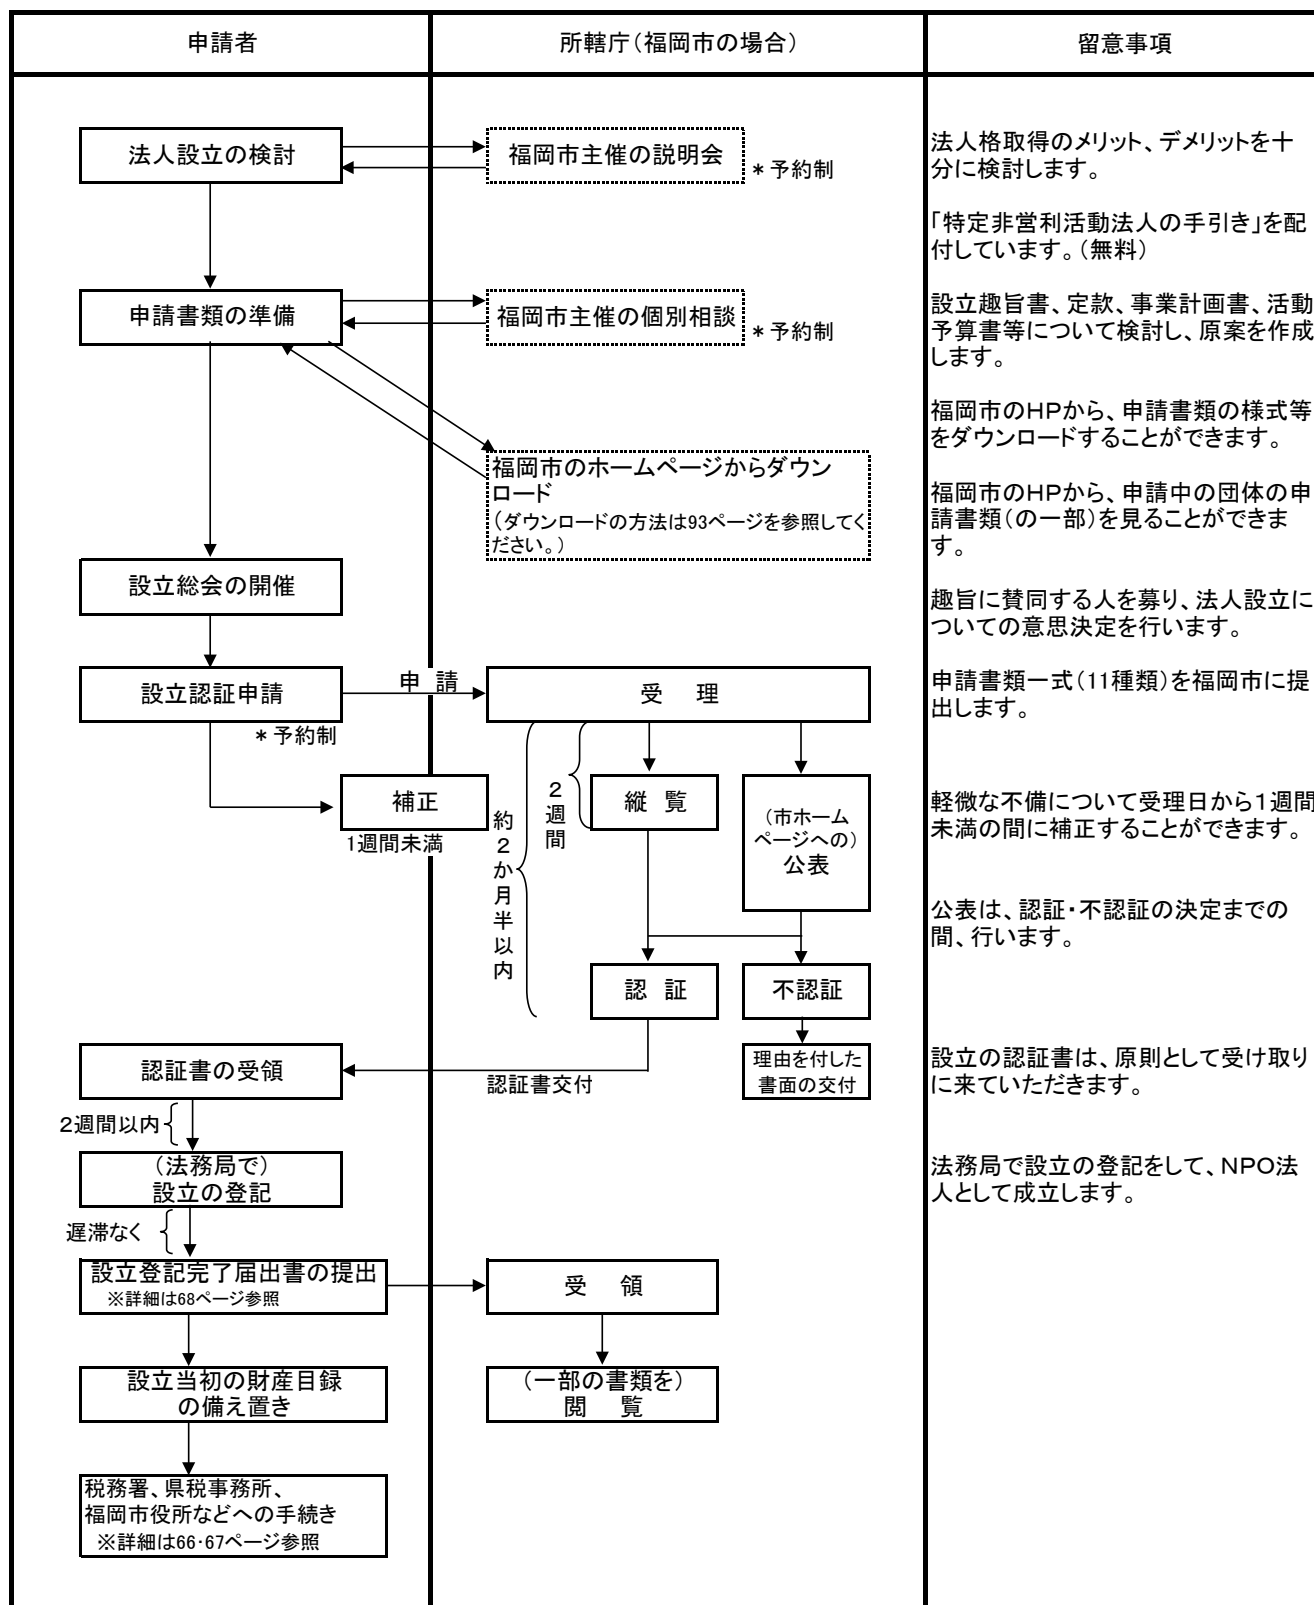 申請者
所轄庁（福岡市の場合）
留意事項
法人設立の検討
福岡市主催の説明会
＊予約制
法人格取得のメリット、デメリットを十
分に検討します。
「特定非営利活動法人の手引き」を配
付しています。（無料）
申請書類の準備
福岡市主催の個別相談
＊予約制
設立趣旨書、定款、事業計画書、活動
予算書等について検討し、原案を作成
します。
福岡市のHPから、申請書類の様式等
をダウンロードすることができます。
福岡市のホームページからダウン
ロード
（ダウンロードの方法は93ページを参照してく
ださい。）
福岡市のHPから、申請中の団体の申
請書類（の一部）を見ることができま
す。
設立総会の開催
趣旨に賛同する人を募り、法人設立に
ついての意思決定を行います。
設立認証申請
＊予約制
申 請
受 理
申請書類一式（11種類）を福岡市に提
出します。
補正
1週間未満
約２か月半以内
２週間
縦 覧
（市ホーム
ページへの）
公表
軽微な不備について受理日から１週間
未満の間に補正することができます。
公表は、認証・不認証の決定までの
間、行います。
認 証
不認証
認証書の受領
認証書交付
理由を付した
書面の交付
設立の認証書は、原則として受け取り
に来ていただきます。
２週間以内
（法務局で）
設立の登記
法務局で設立の登記をして、NPO法
人として成立します。
遅滞なく
設立登記完了届出書の提出
※詳細は68ページ参照
受 領
設立当初の財産目録
の備え置き
（一部の書類を）
閲 覧
税務署、県税事務所、
福岡市役所などへの手続き
※詳細は66・67ページ参照